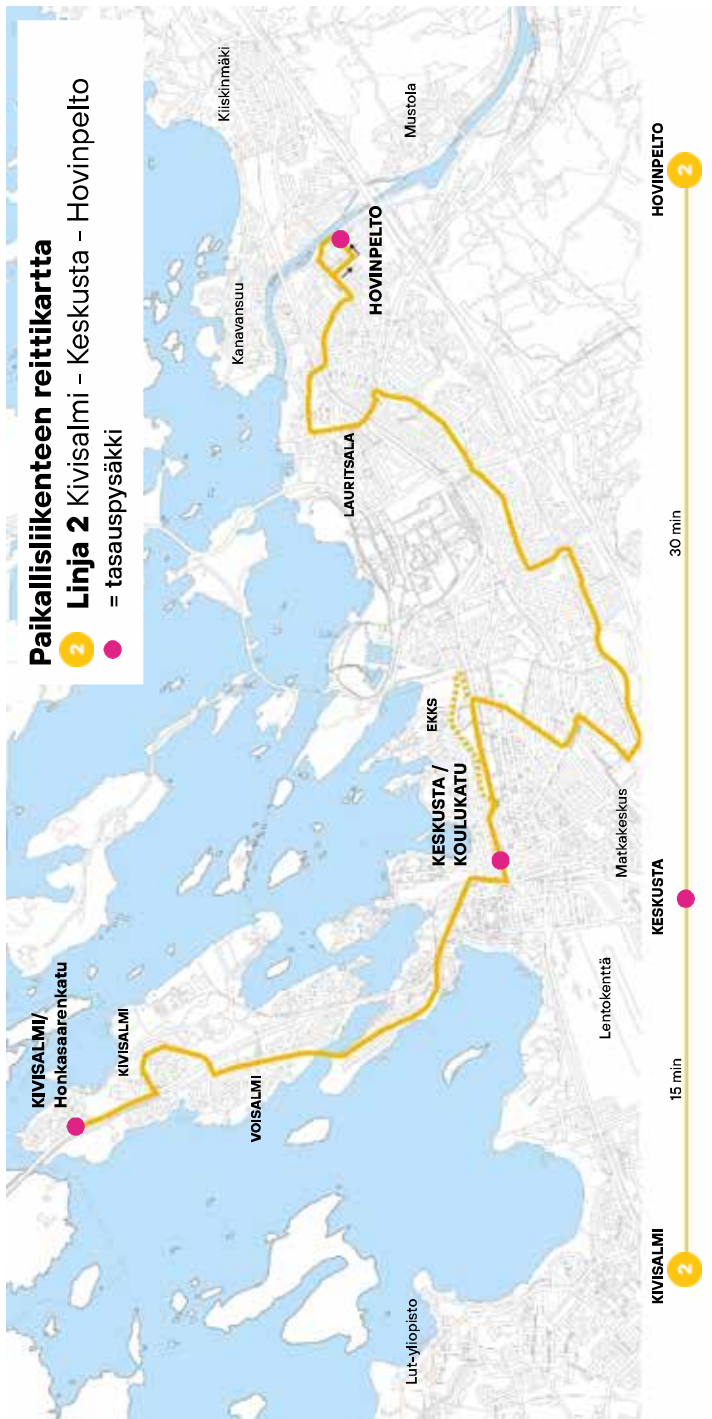 Paikallisliikenteen reittikartta
2 Linja 2 Kivisalmi – Keskusta – Hovinpelto
= tasauspysäkki
Kiiskinmäki
Mustola
Kanavansuu
HOVINPELTO
LAURITSALA
EKKS
KESKUSTA /
KOULUKATU
Matkakeskus
Lentokenttä
KIVISALMI/
Honkasaarenkatu
KIVISALMI
VOISALMI
Lut-yliopisto
KIVISALMI
2
15 min
KESKUSTA
30 min
HOVINPELTO
2